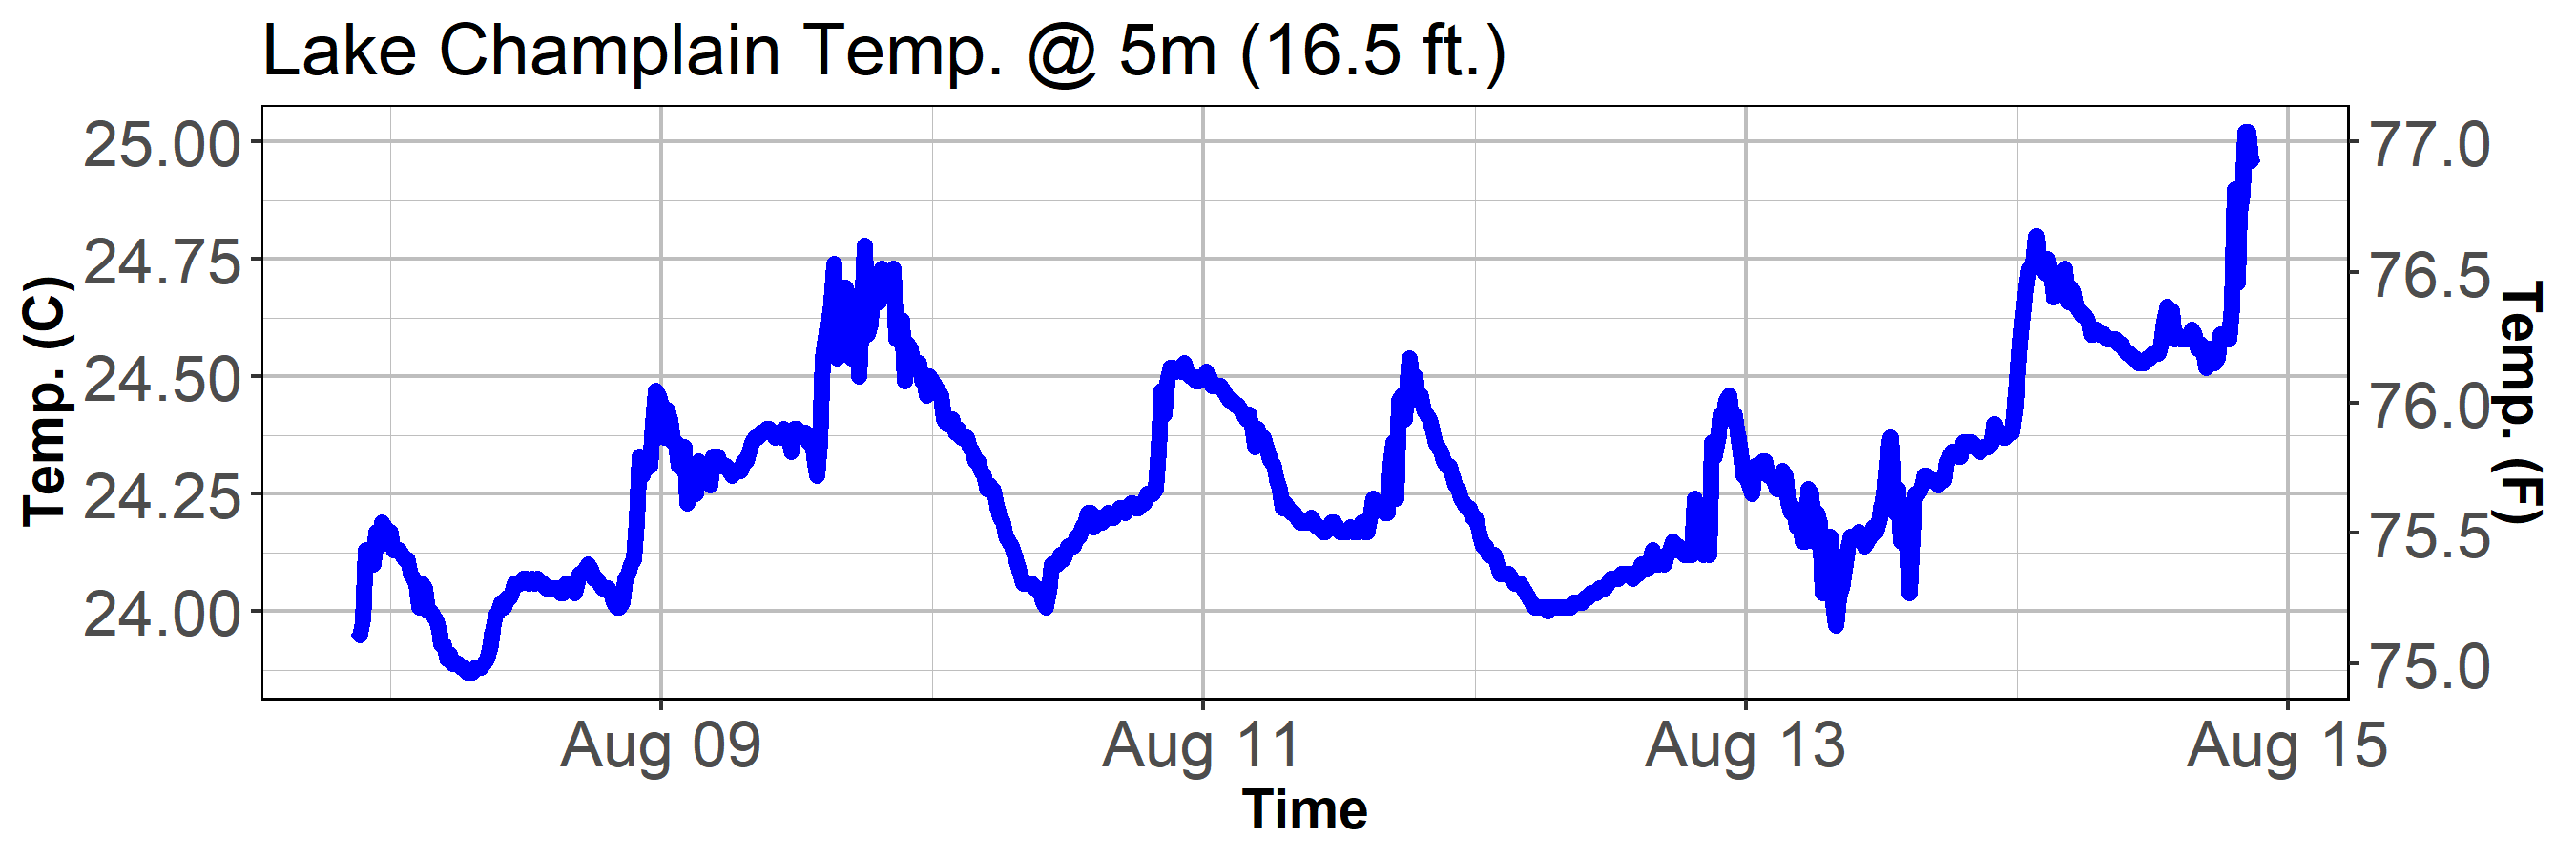 Lake Champlain Temp. @ 5m (16.5 ft.)
Temp. (C)
25.00
24.75
24.50
24.25
24.00
77.0
76.5
76.0
75.5
75.0
Temp. (F)
Aug 09 Aug 11 Aug 13 Aug 15
Time